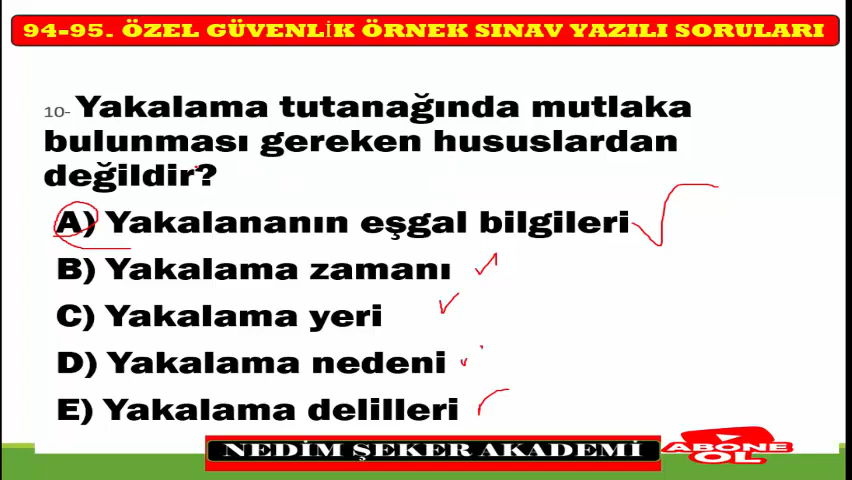 94-95. ÖZEL GÜVENLİK ÖRNEK SINAV YAZILI SORULARI
10- Yakalama tutanağında mutlaka
bulunması gereken hususlardan
değildir?
A) Yakalananın eşgal bilgileri
B) Yakalama zamanı
C) Yakalama yeri
D) Yakalama nedeni
E) Yakalama delilleri
NEDİM ŞEKER AKADEMİ
ABONE
OL